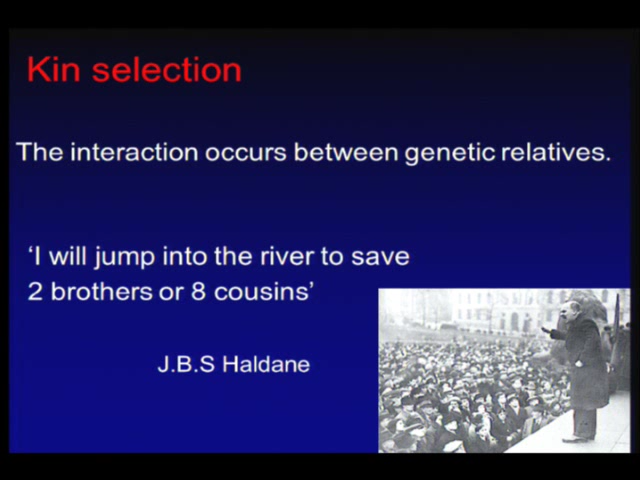 Kin selection
The interaction occurs between genetic relatives.
‘I will jump into the river to save
2 brothers or 8 cousins’
J.B.S Haldane